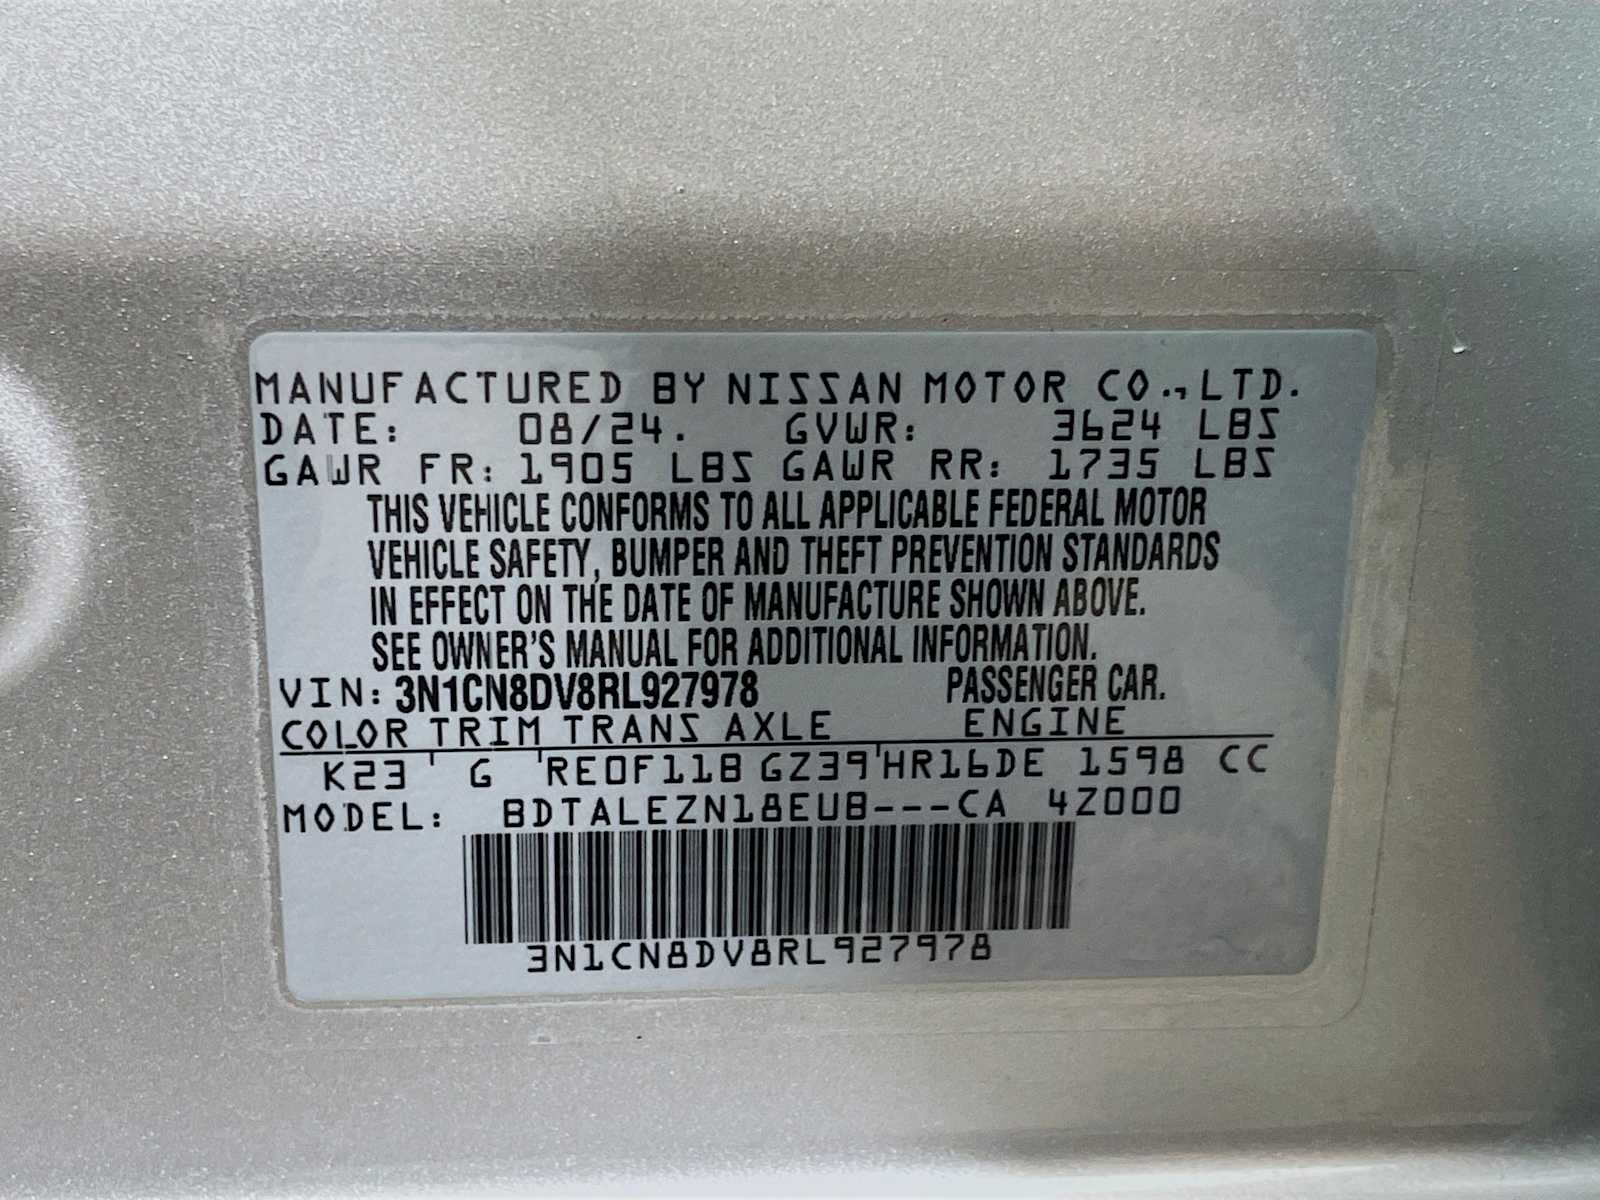 MANUFACTURED BY NISSAN MOTOR CO., LTD.
DATE: 08/24. GVWR: 3624 LBS
GAWR FR: 1905 LBS GAWR RR: 1735 LBS
THIS VEHICLE CONFORMS TO ALL APPLICABLE FEDERAL MOTOR
VEHICLE SAFETY, BUMPER AND THEFT PREVENTION STANDARDS
IN EFFECT ON THE DATE OF MANUFACTURE SHOWN ABOVE.
SEE OWNER'S MANUAL FOR ADDITIONAL INFORMATION.
VIN: 3N1CN8DV8RL927978 PASSENGER CAR.
COLOR TRIM TRANS AXLE ENGINE
K23 G RE0F11B GZ39 HR16DE 1598 CC
MODEL: BDTALEZN18EUB---CA 4Z000
3N1CN8DV8RL927978